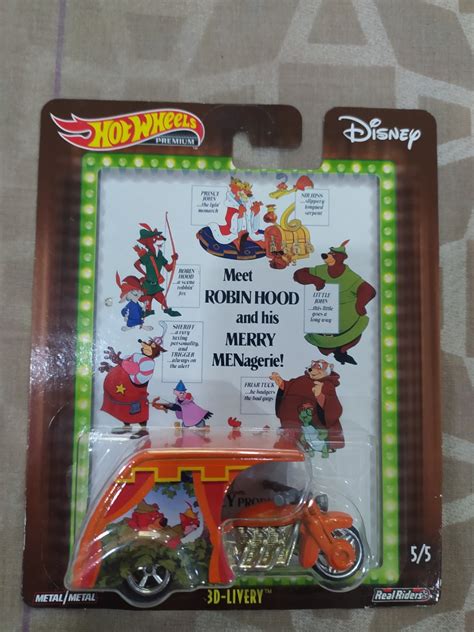 HOT WHEELS
PREMIUM
DISNEY
PRINCE
JOHN
...the lyin'
monarch
SIR HISS
...slippery
tongued
serpent
ROBIN
HOOD
...a scene
robbin'
fox
Meet
ROBIN HOOD
and his
MERRY
MENagerie!
LITTLE
JOHN
...this little
goes a
long way
SHERIFF
...a very
taxing
personality,
and
TRIGGER
...always on
the alert
FRIAR TUCK
...he badgers
the bad guys
5/5
METAL/METAL
3D-LIVERY™
Real Riders